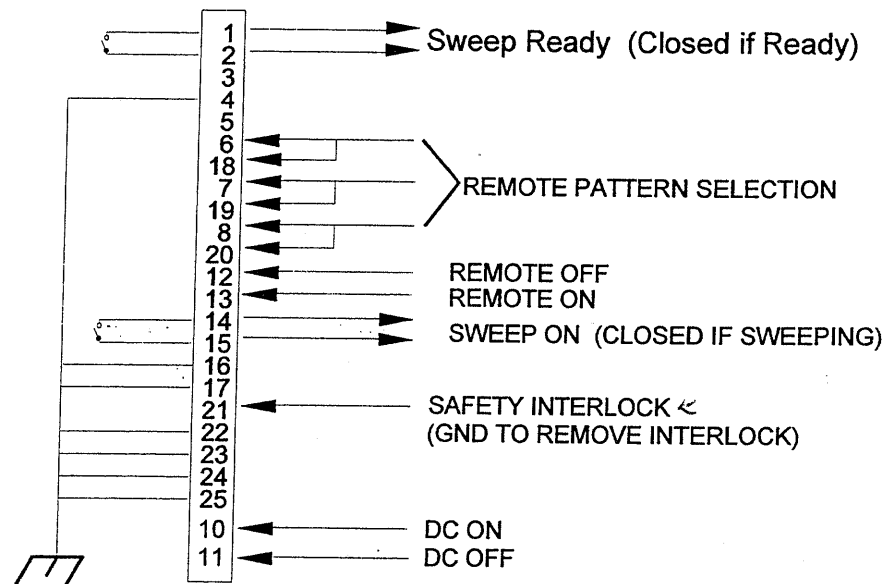 1
Sweep Ready (Closed if Ready)
2
3
4
5
6
18
7
REMOTE PATTERN SELECTION
19
8
20
12
REMOTE OFF
13
REMOTE ON
14
15
SWEEP ON (CLOSED IF SWEEPING)
16
17
21
SAFETY INTERLOCK
22
(GND TO REMOVE INTERLOCK)
23
24
25
10
DC ON
11
DC OFF